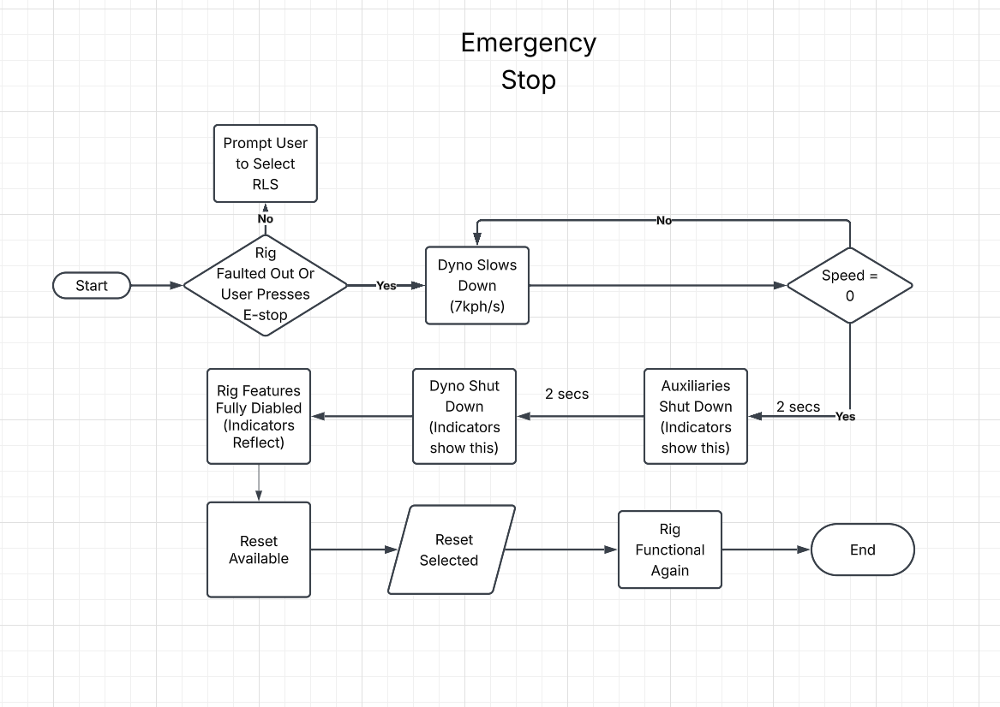 Emergency
Stop
Prompt User
to Select
RLS
No
Start
Rig
Faulted Out Or
User Presses
E-stop
Yes
Dyno Slows
Down
(7kph/s)
No
Speed =
0
Yes
2 secs
Auxiliaries
Shut Down
(Indicators
show this)
2 secs
Dyno Shut
Down
(Indicators
show this)
Rig Features
Fully Diabled
(Indicators
Reflect)
Reset
Available
Reset
Selected
Rig
Functional
Again
End